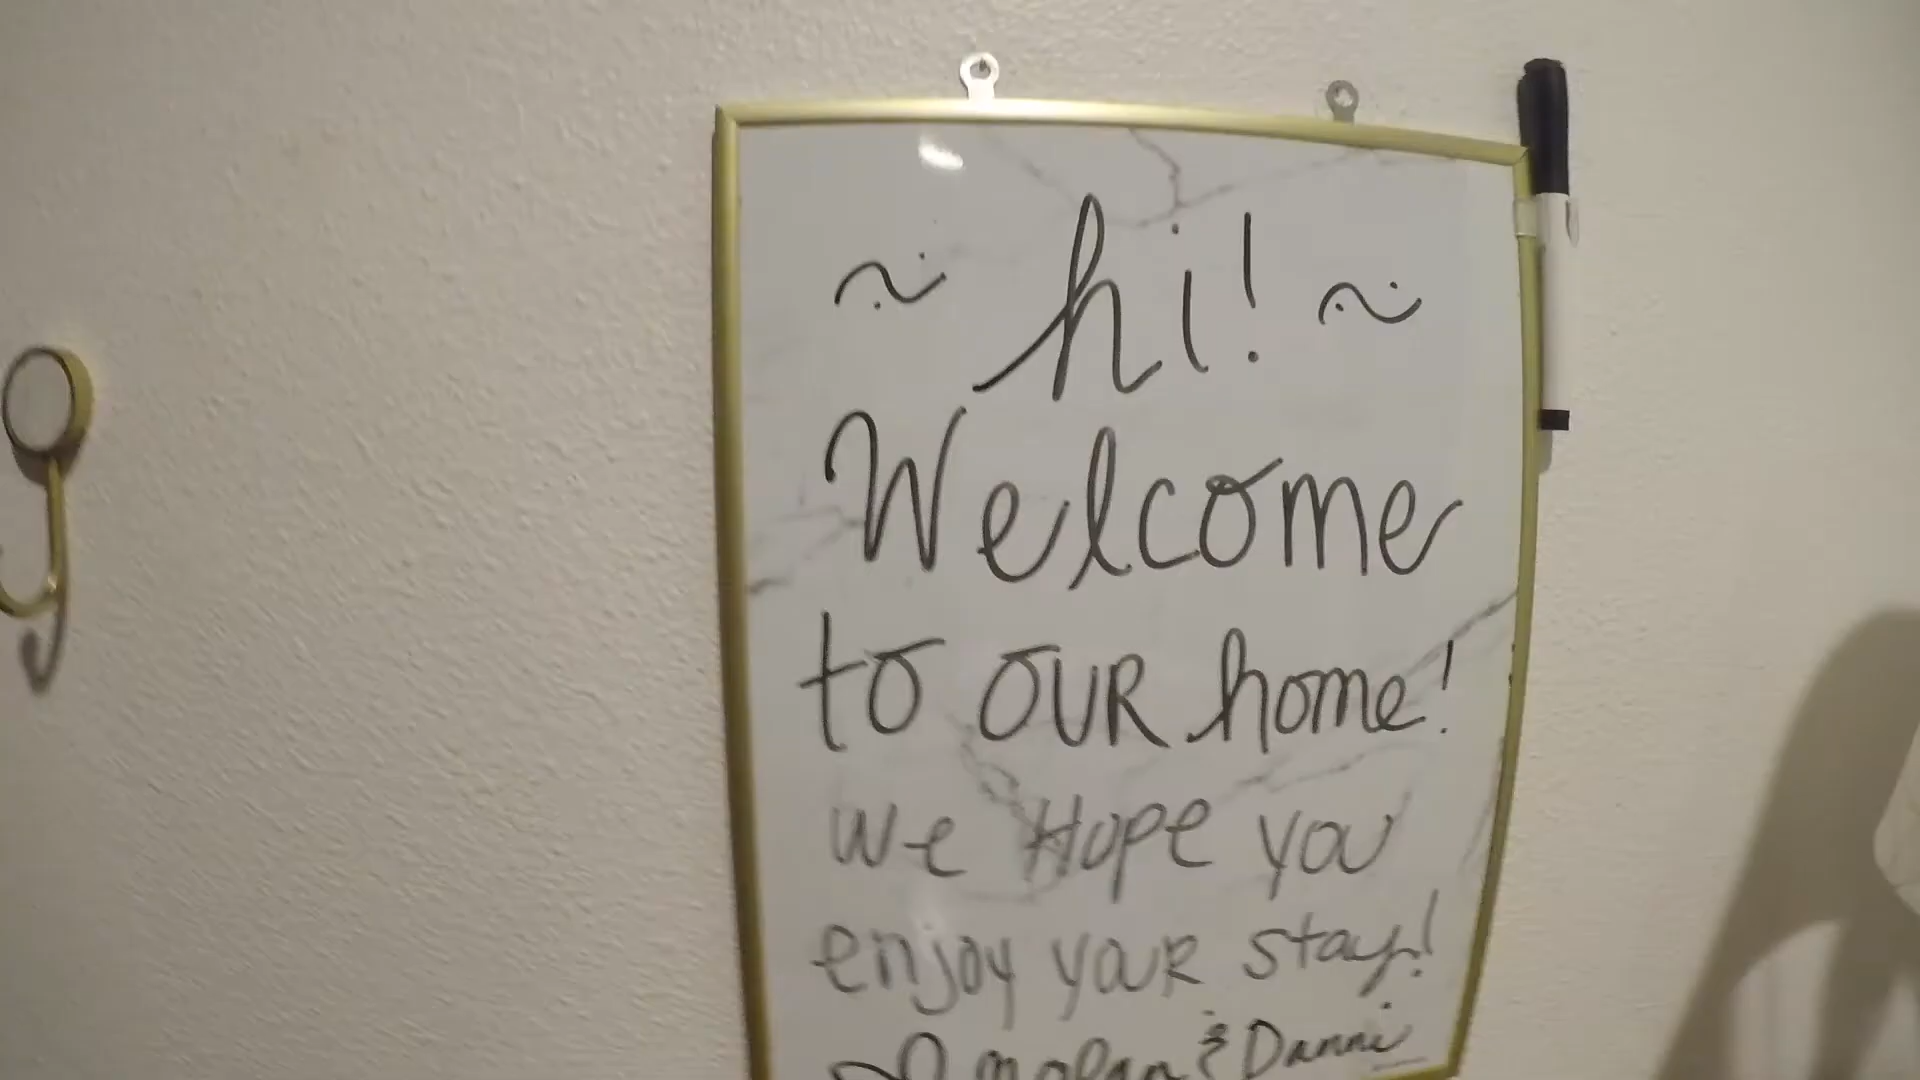 ~ hi! ~
Welcome
to OUR home!
we Hope you
enjoy your stay!
& Danni